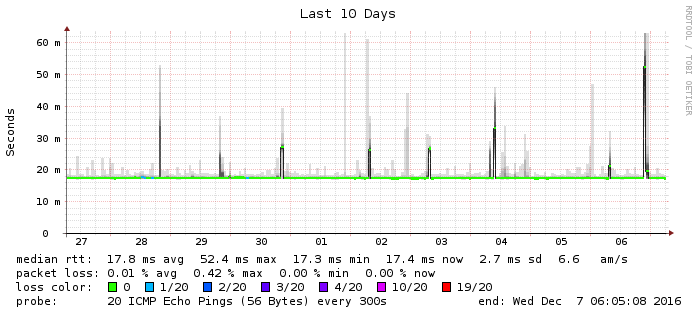 Last 10 Days
RRDTOOL / TOBI OETIKER
Seconds
60 m
50 m
40 m
30 m
20 m
10 m
0
27 28 29 30 01 02 03 04 05 06
median rtt: 17.8 ms avg 52.4 ms max 17.3 ms min 17.4 ms now 2.7 ms sd 6.6 am/s
packet loss: 0.01 % avg 0.42 % max 0.00 % min 0.00 % now
loss color: 0 1/20 2/20 3/20 4/20 10/20 19/20
probe: 20 ICMP Echo Pings (56 Bytes) every 300s end: Wed Dec 7 06:05:08 2016